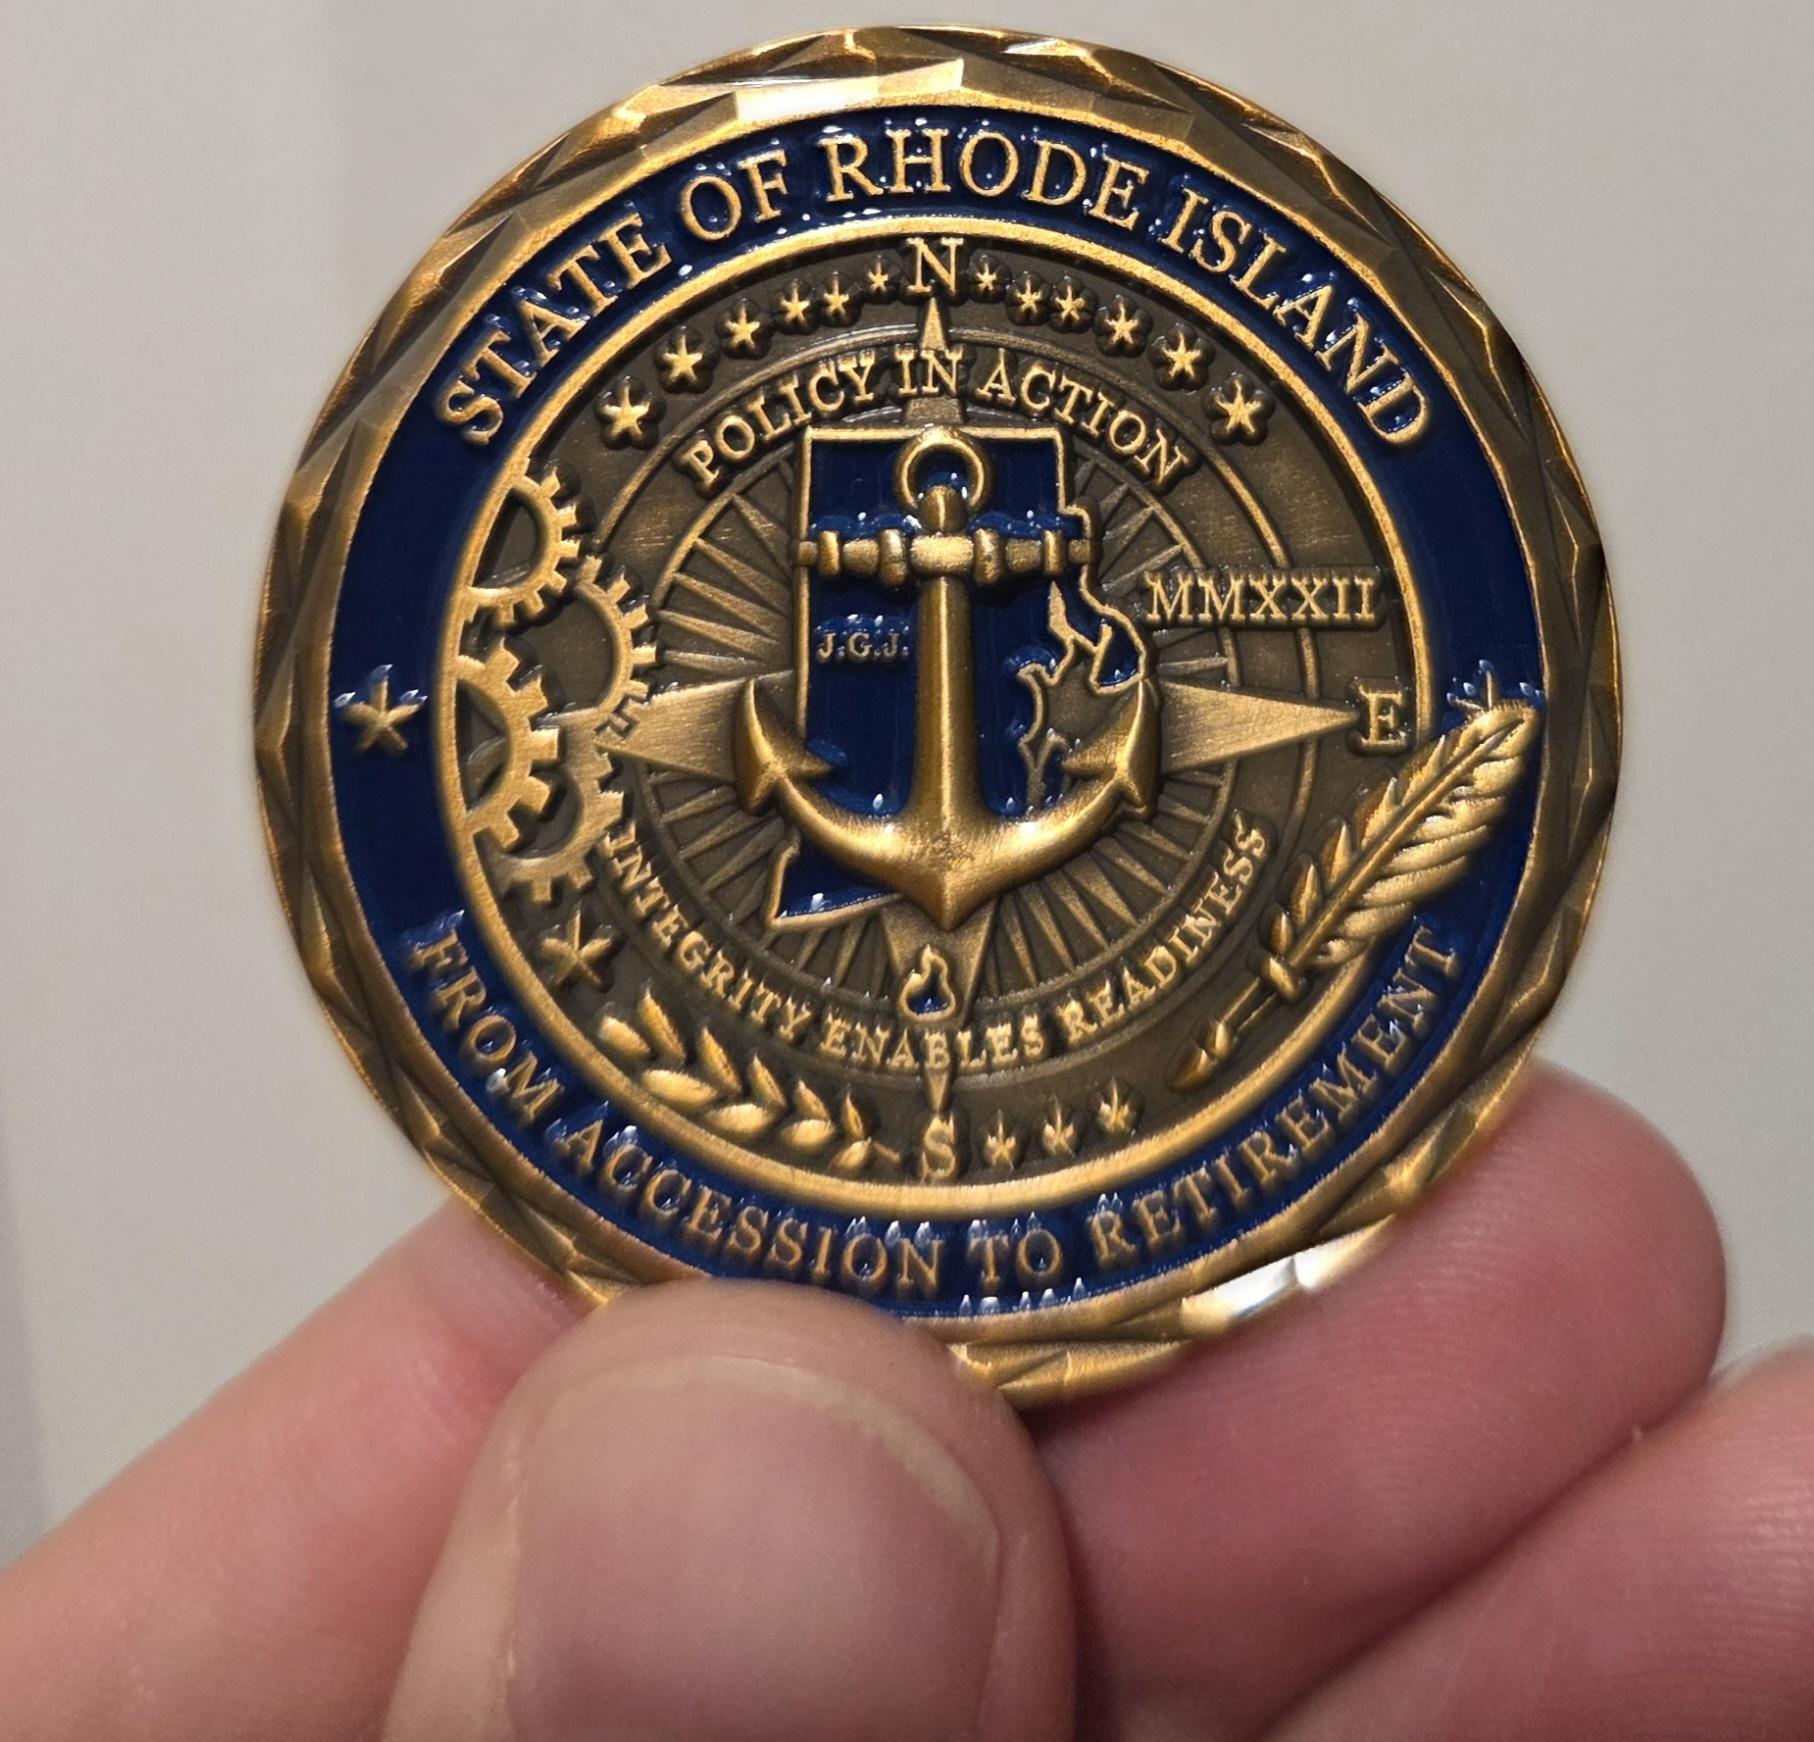 STATE OF RHODE ISLAND
N
POLICY IN ACTION
MMXXII
J.G.J.
E
INTEGRITY ENABLES READINESS
S
FROM ACCESSION TO RETIREMENT